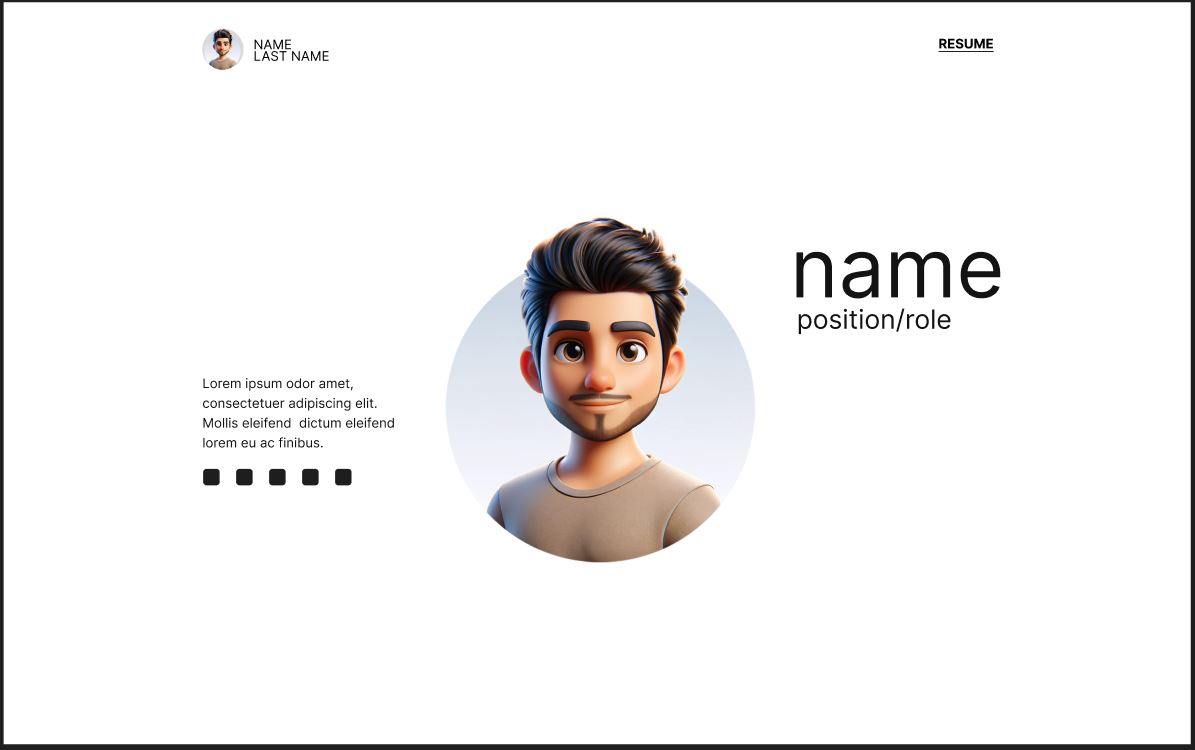 NAME
LAST NAME
RESUME
name
position/role
Lorem ipsum odor amet,
consectetuer adipiscing elit.
Mollis eleifend  dictum eleifend
lorem eu ac finibus.